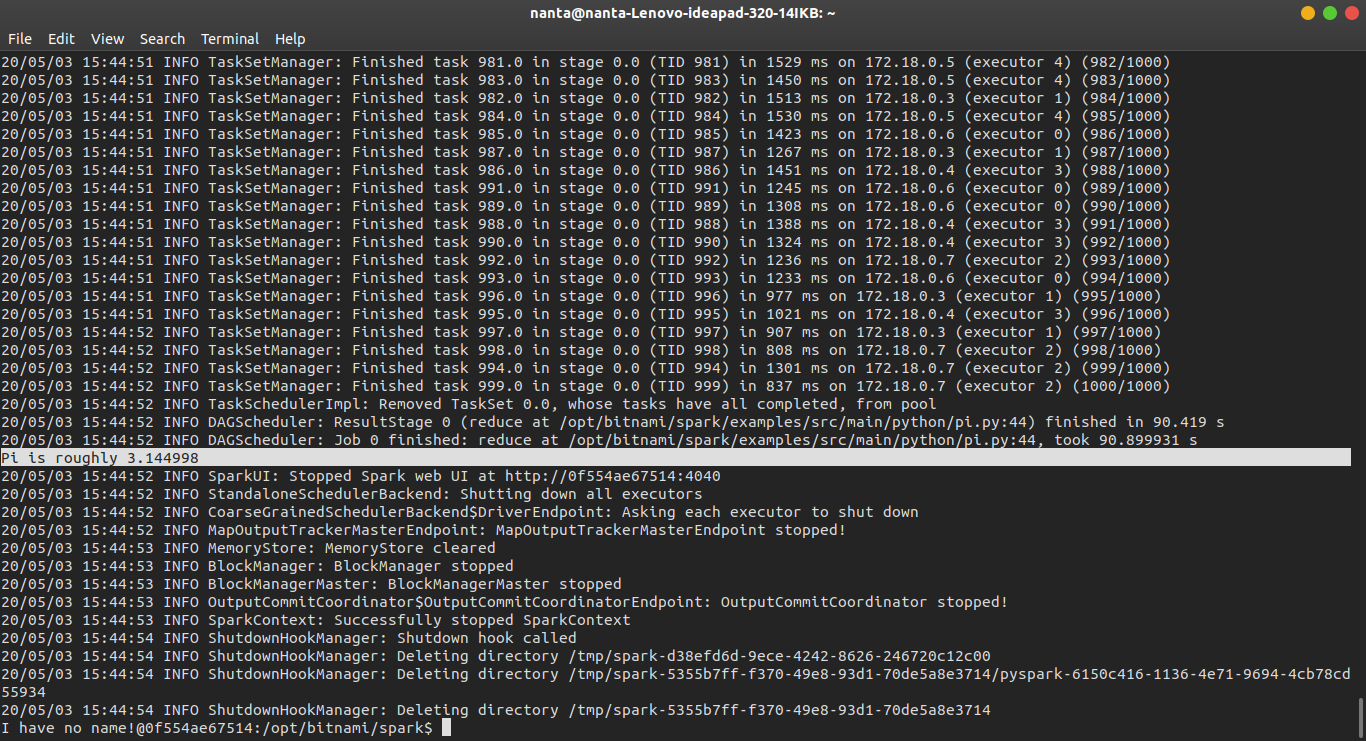 nanta@nanta-Lenovo-ideapad-320-14IKB: ~
File Edit View Search Terminal Help
20/05/03 15:44:51 INFO TaskSetManager: Finished task 981.0 in stage 0.0 (TID 981) in 1529 ms on 172.18.0.5 (executor 4) (982/1000)
20/05/03 15:44:51 INFO TaskSetManager: Finished task 983.0 in stage 0.0 (TID 983) in 1450 ms on 172.18.0.5 (executor 4) (983/1000)
20/05/03 15:44:51 INFO TaskSetManager: Finished task 982.0 in stage 0.0 (TID 982) in 1513 ms on 172.18.0.3 (executor 1) (984/1000)
20/05/03 15:44:51 INFO TaskSetManager: Finished task 984.0 in stage 0.0 (TID 984) in 1530 ms on 172.18.0.5 (executor 4) (985/1000)
20/05/03 15:44:51 INFO TaskSetManager: Finished task 985.0 in stage 0.0 (TID 985) in 1423 ms on 172.18.0.6 (executor 0) (986/1000)
20/05/03 15:44:51 INFO TaskSetManager: Finished task 987.0 in stage 0.0 (TID 987) in 1267 ms on 172.18.0.3 (executor 1) (987/1000)
20/05/03 15:44:51 INFO TaskSetManager: Finished task 986.0 in stage 0.0 (TID 986) in 1451 ms on 172.18.0.4 (executor 3) (988/1000)
20/05/03 15:44:51 INFO TaskSetManager: Finished task 991.0 in stage 0.0 (TID 991) in 1245 ms on 172.18.0.6 (executor 0) (989/1000)
20/05/03 15:44:51 INFO TaskSetManager: Finished task 989.0 in stage 0.0 (TID 989) in 1308 ms on 172.18.0.6 (executor 0) (990/1000)
20/05/03 15:44:51 INFO TaskSetManager: Finished task 988.0 in stage 0.0 (TID 988) in 1388 ms on 172.18.0.4 (executor 3) (991/1000)
20/05/03 15:44:51 INFO TaskSetManager: Finished task 990.0 in stage 0.0 (TID 990) in 1324 ms on 172.18.0.4 (executor 3) (992/1000)
20/05/03 15:44:51 INFO TaskSetManager: Finished task 992.0 in stage 0.0 (TID 992) in 1236 ms on 172.18.0.7 (executor 2) (993/1000)
20/05/03 15:44:51 INFO TaskSetManager: Finished task 993.0 in stage 0.0 (TID 993) in 1233 ms on 172.18.0.6 (executor 0) (994/1000)
20/05/03 15:44:51 INFO TaskSetManager: Finished task 996.0 in stage 0.0 (TID 996) in 977 ms on 172.18.0.3 (executor 1) (995/1000)
20/05/03 15:44:51 INFO TaskSetManager: Finished task 995.0 in stage 0.0 (TID 995) in 1021 ms on 172.18.0.4 (executor 3) (996/1000)
20/05/03 15:44:52 INFO TaskSetManager: Finished task 997.0 in stage 0.0 (TID 997) in 907 ms on 172.18.0.3 (executor 1) (997/1000)
20/05/03 15:44:52 INFO TaskSetManager: Finished task 998.0 in stage 0.0 (TID 998) in 808 ms on 172.18.0.7 (executor 2) (998/1000)
20/05/03 15:44:52 INFO TaskSetManager: Finished task 994.0 in stage 0.0 (TID 994) in 1301 ms on 172.18.0.7 (executor 2) (999/1000)
20/05/03 15:44:52 INFO TaskSetManager: Finished task 999.0 in stage 0.0 (TID 999) in 837 ms on 172.18.0.7 (executor 2) (1000/1000)
20/05/03 15:44:52 INFO TaskSchedulerImpl: Removed TaskSet 0.0, whose tasks have all completed, from pool
20/05/03 15:44:52 INFO DAGScheduler: ResultStage 0 (reduce at /opt/bitnami/spark/examples/src/main/python/pi.py:44) finished in 90.419 s
20/05/03 15:44:52 INFO DAGScheduler: Job 0 finished: reduce at /opt/bitnami/spark/examples/src/main/python/pi.py:44, took 90.899931 s
Pi is roughly 3.144998
20/05/03 15:44:52 INFO SparkUI: Stopped Spark web UI at http://0f554ae67514:4040
20/05/03 15:44:52 INFO StandaloneSchedulerBackend: Shutting down all executors
20/05/03 15:44:52 INFO CoarseGrainedSchedulerBackend$DriverEndpoint: Asking each executor to shut down
20/05/03 15:44:52 INFO MapOutputTrackerMasterEndpoint: MapOutputTrackerMasterEndpoint stopped!
20/05/03 15:44:53 INFO MemoryStore: MemoryStore cleared
20/05/03 15:44:53 INFO BlockManager: BlockManager stopped
20/05/03 15:44:53 INFO BlockManagerMaster: BlockManagerMaster stopped
20/05/03 15:44:53 INFO OutputCommitCoordinator$OutputCommitCoordinatorEndpoint: OutputCommitCoordinator stopped!
20/05/03 15:44:53 INFO SparkContext: Successfully stopped SparkContext
20/05/03 15:44:54 INFO ShutdownHookManager: Shutdown hook called
20/05/03 15:44:54 INFO ShutdownHookManager: Deleting directory /tmp/spark-d38efd6d-9ece-4242-8626-246720c12c00
20/05/03 15:44:54 INFO ShutdownHookManager: Deleting directory /tmp/spark-5355b7ff-f370-49e8-93d1-70de5a8e3714/pyspark-6150c416-1136-4e71-9694-4cb78cd
55934
20/05/03 15:44:54 INFO ShutdownHookManager: Deleting directory /tmp/spark-5355b7ff-f370-49e8-93d1-70de5a8e3714
I have no name!@0f554ae67514:/opt/bitnami/spark$